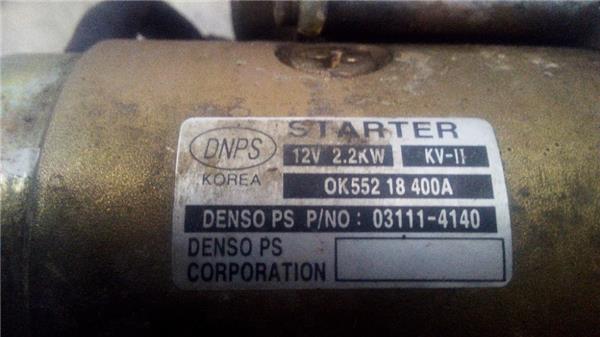 STARTER
DNPS
KOREA
12V 2.2KW KV-II
OK552 18 400A
DENSO PS P/NO : 03111-4140
DENSO PS
CORPORATION